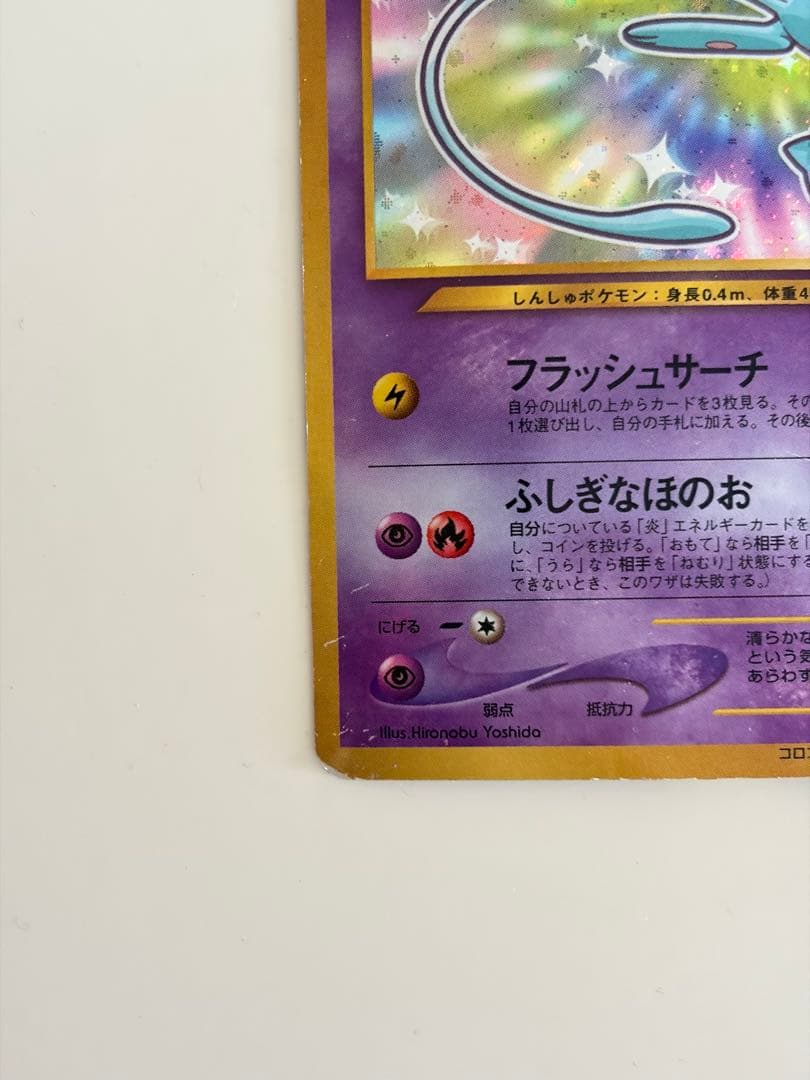 しんしゅポケモン：身長0.4m、体重4
フラッシュサーチ
自分の山札の上からカードを3枚見る。その
1枚選び出し、自分の手札に加える。その後
ふしぎなほのお
自分についている「炎」エネルギーカードを
し、コインを投げる。「おもて」なら相手を「
に、「うら」なら相手を「ねむり」状態にする
できないとき、このワザは失敗する。）
にげる
清らかな
という気
あらわす
弱点
抵抗力
Illus.Hironobu Yoshida
コロコ